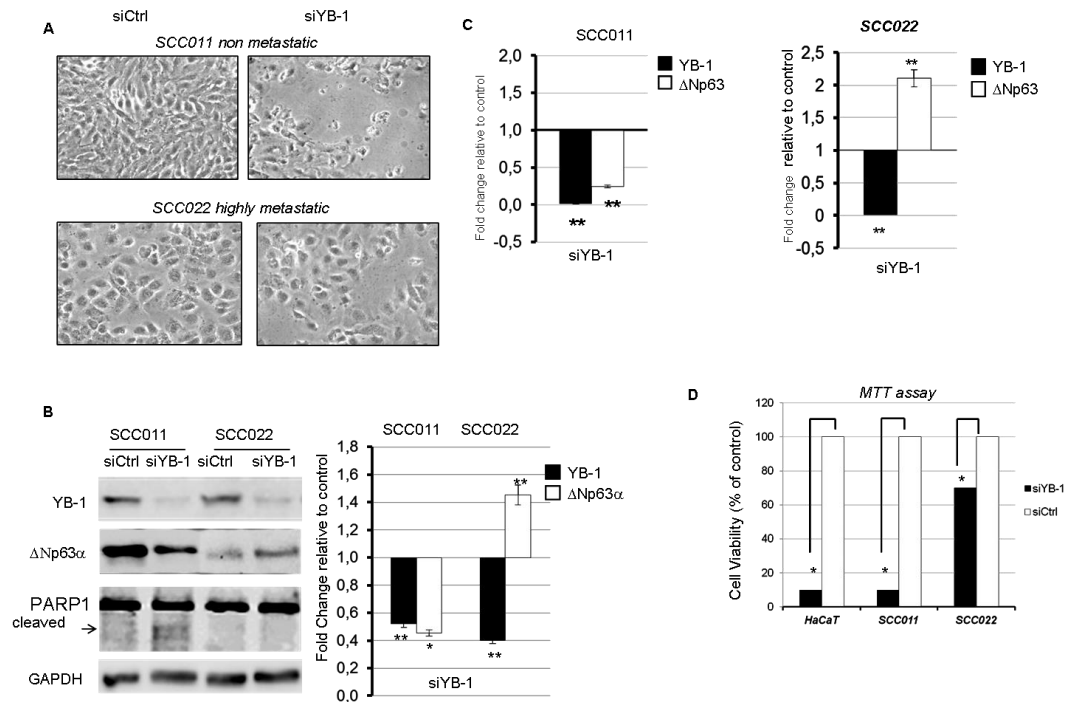 A
siCtrl
siYB-1
SCC011 non metastatic
SCC022 highly metastatic
B
SCC011
SCC022
siCtrl siYB-1 siCtrl siYB-1
YB-1
ΔNp63α
PARP1
cleaved
GAPDH
Fold Change relative to control
1,8
1,6
1,4
1,2
1,0
0,8
0,6
0,4
0,2
0,0
SCC011
SCC022
**
*
**
**
siYB-1
YB-1
ΔNp63α
C
SCC011
Fold change relative to control
2,0
1,5
1,0
0,5
0,0
-0,5
**
**
siYB-1
YB-1
ΔNp63
SCC022
Fold change relative to control
2,5
2
1,5
1
0,5
0
-0,5
**
**
siYB-1
YB-1
ΔNp63
D
MTT assay
Cell Viability (% of control)
120
100
80
60
40
20
0
*
*
*
HaCaT
SCC011
SCC022
siYB-1
siCtrl